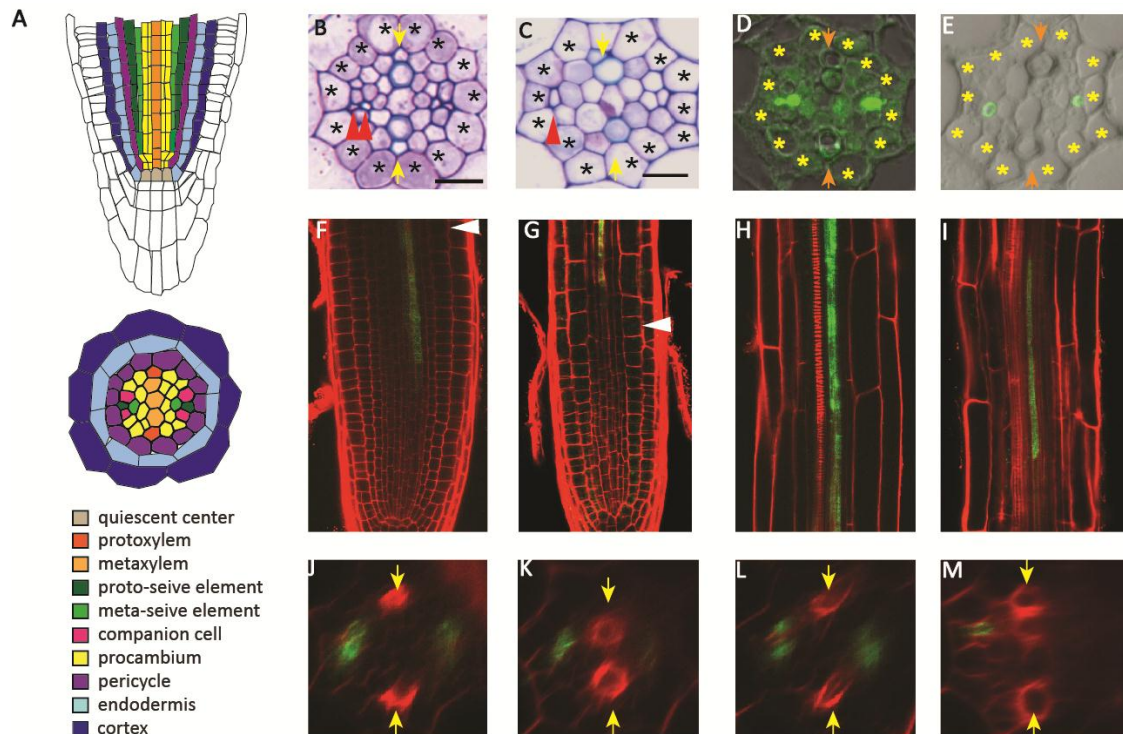 A
B
C
D
E
F
G
H
I
J
K
L
M
quiescent center
protoxylem
metaxylem
proto-seive element
meta-seive element
companion cell
procambium
pericycle
endodermis
cortex